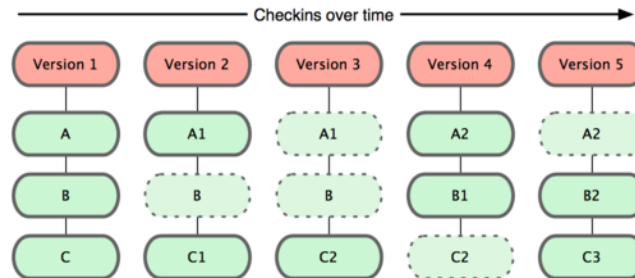 Checkins over time
Version 1 Version 2 Version 3 Version 4 Version 5
A A1 A1 A2 A2
B B B B1 B2
C C1 C2 C2 C3